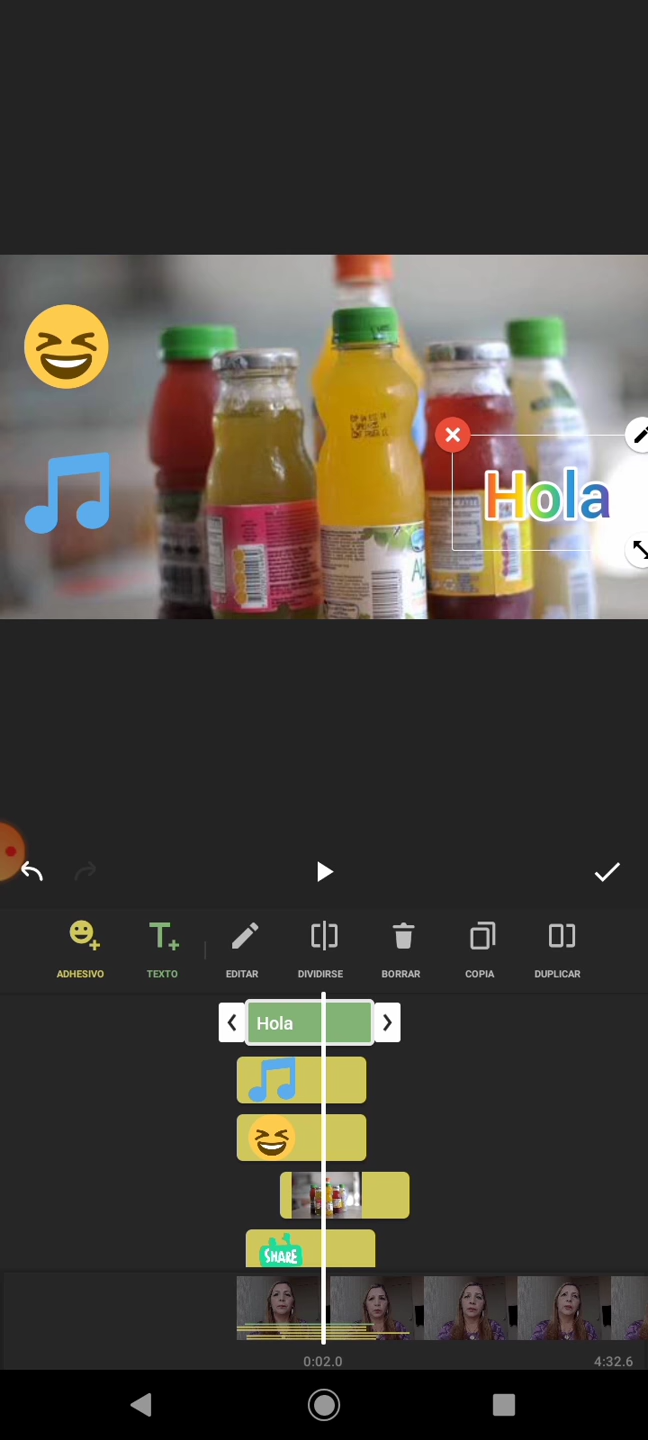 Hola
ADHESIVO
TEXTO
EDITAR
DIVIDIRSE
BORRAR
COPIA
DUPLICAR
Hola
SHARE
0:02.0
4:32.6